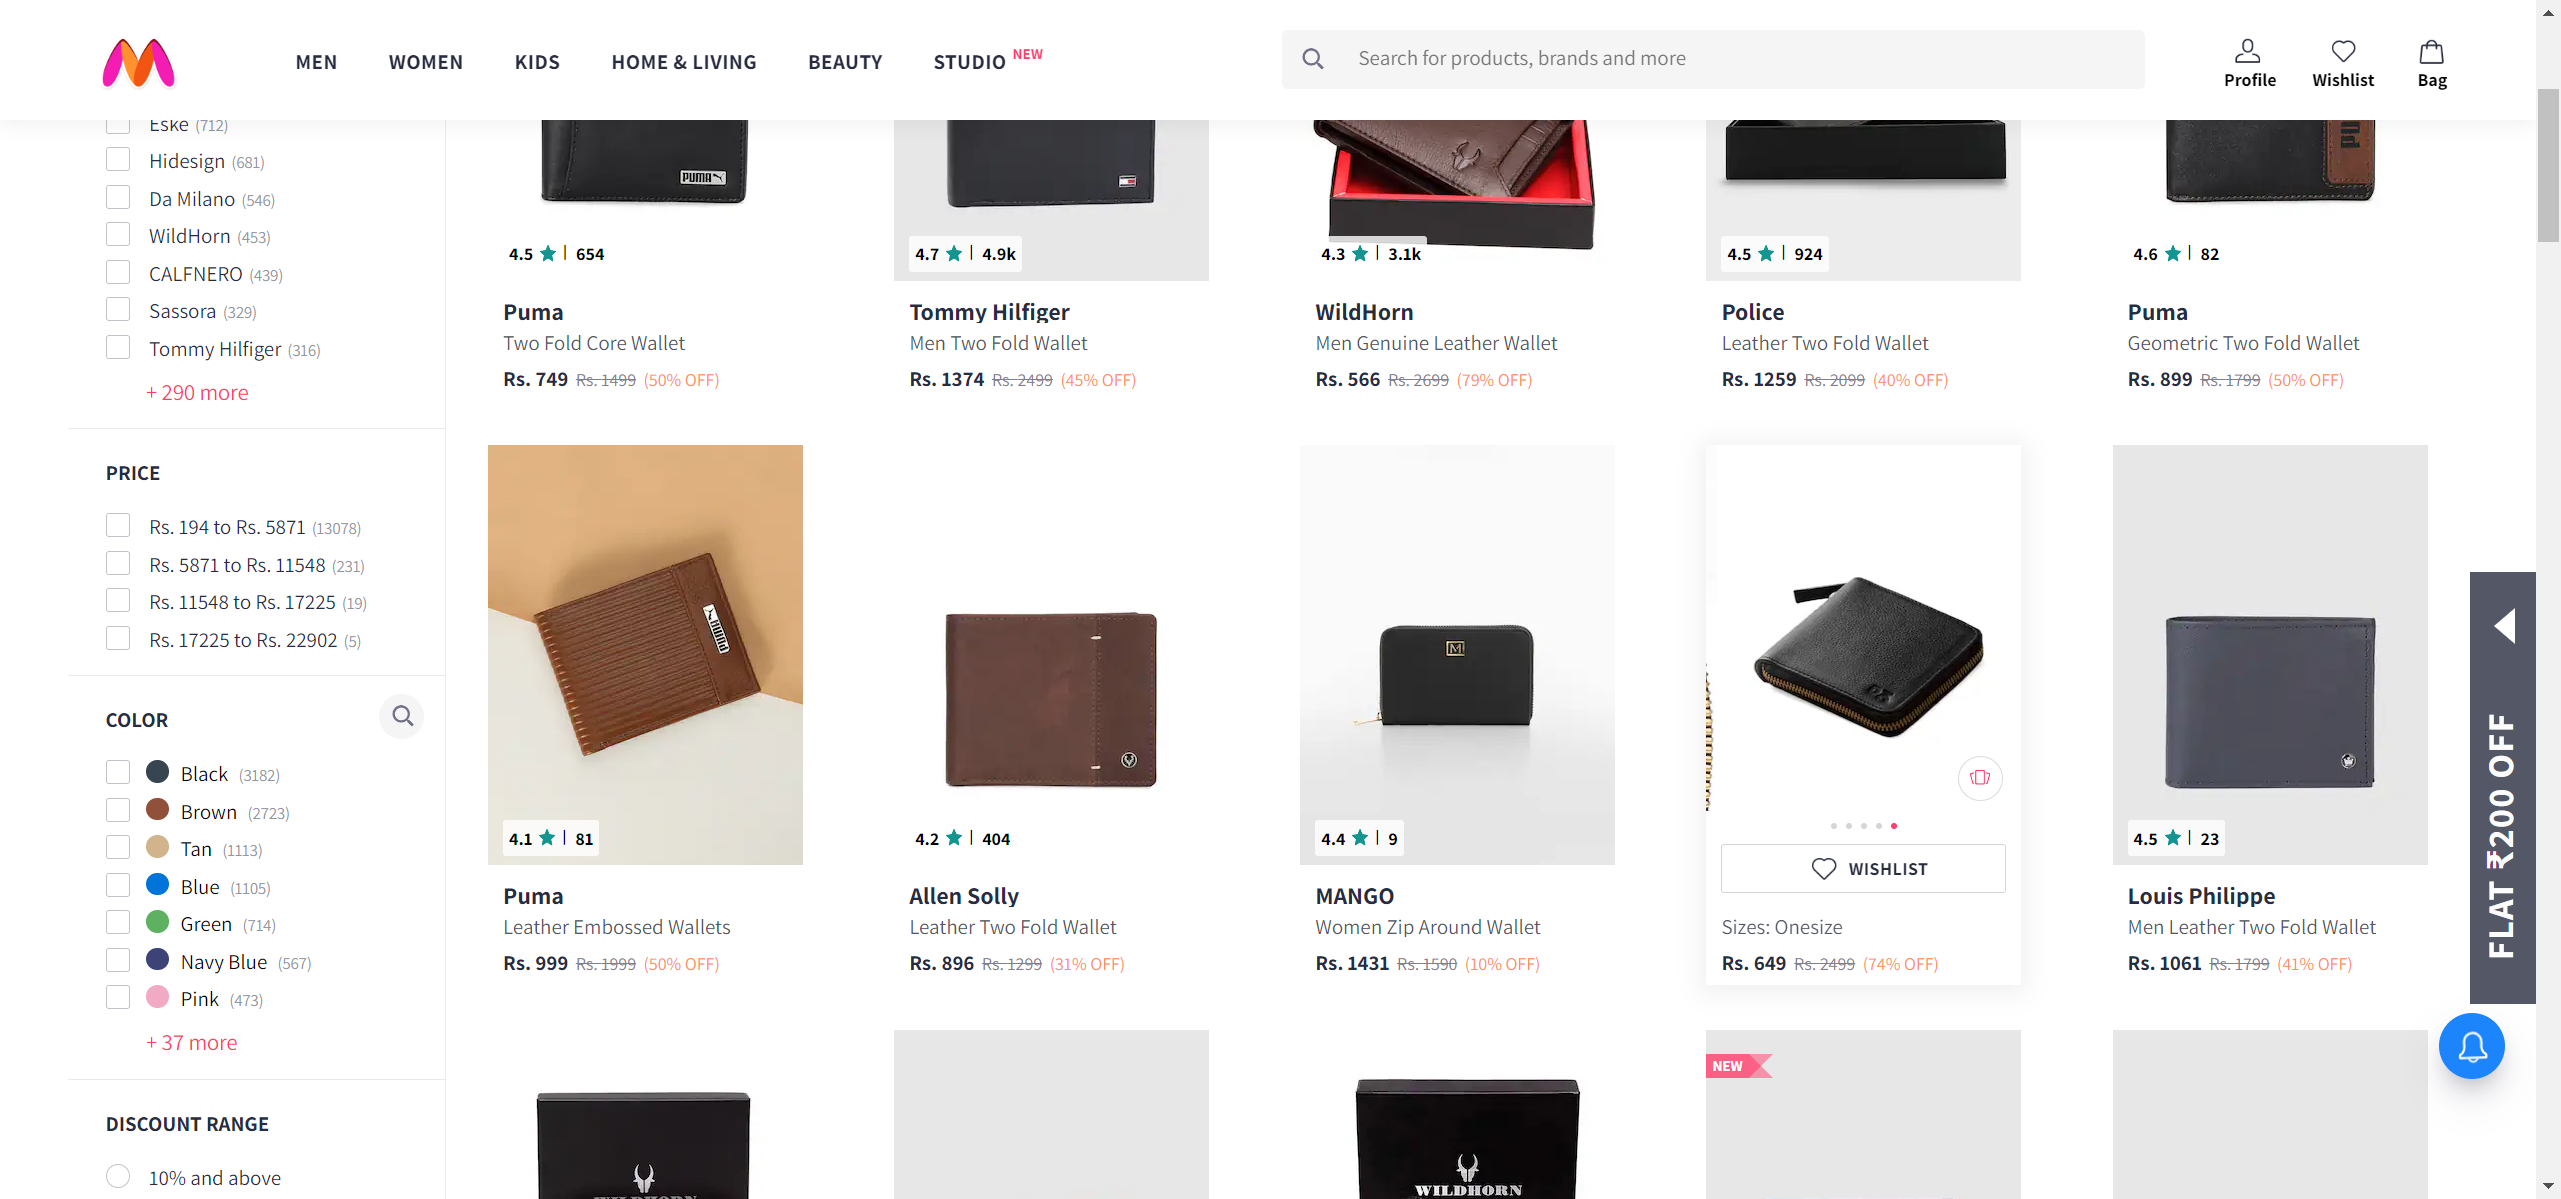 MEN
WOMEN
KIDS
HOME & LIVING
BEAUTY
STUDIO NEW
Search for products, brands and more
Profile
Wishlist
Bag
Eske (712)
Hidesign (681)
Da Milano (546)
WildHorn (453)
CALFNERO (439)
Sassora (329)
Tommy Hilfiger (316)
+ 290 more
PRICE
Rs. 194 to Rs. 5871 (13078)
Rs. 5871 to Rs. 11548 (231)
Rs. 11548 to Rs. 17225 (19)
Rs. 17225 to Rs. 22902 (5)
COLOR
Black (3182)
Brown (2723)
Tan (1113)
Blue (1105)
Green (714)
Navy Blue (567)
Pink (473)
+ 37 more
DISCOUNT RANGE
10% and above
PUMA
4.5 | 654
Puma
Two Fold Core Wallet
Rs. 749 Rs. 1499 (50% OFF)
4.7 | 4.9k
Tommy Hilfiger
Men Two Fold Wallet
Rs. 1374 Rs. 2499 (45% OFF)
4.3 | 3.1k
WildHorn
Men Genuine Leather Wallet
Rs. 566 Rs. 2699 (79% OFF)
4.5 | 924
Police
Leather Two Fold Wallet
Rs. 1259 Rs. 2099 (40% OFF)
4.6 | 82
Puma
Geometric Two Fold Wallet
Rs. 899 Rs. 1799 (50% OFF)
PUMA
4.1 | 81
Puma
Leather Embossed Wallets
Rs. 999 Rs. 1999 (50% OFF)
4.2 | 404
Allen Solly
Leather Two Fold Wallet
Rs. 896 Rs. 1299 (31% OFF)
M
4.4 | 9
MANGO
Women Zip Around Wallet
Rs. 1431 Rs. 1590 (10% OFF)
WISHLIST
Sizes: Onesize
Rs. 649 Rs. 2499 (74% OFF)
4.5 | 23
Louis Philippe
Men Leather Two Fold Wallet
Rs. 1061 Rs. 1799 (41% OFF)
FLAT ₹200 OFF
WILDHORN
WILDHORN
NEW